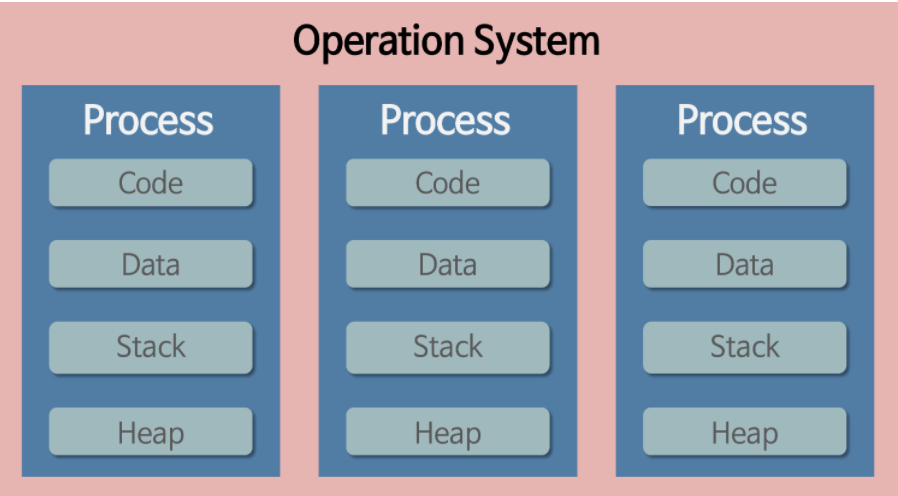 Operation System
Process
Code
Data
Stack
Heap
Process
Code
Data
Stack
Heap
Process
Code
Data
Stack
Heap